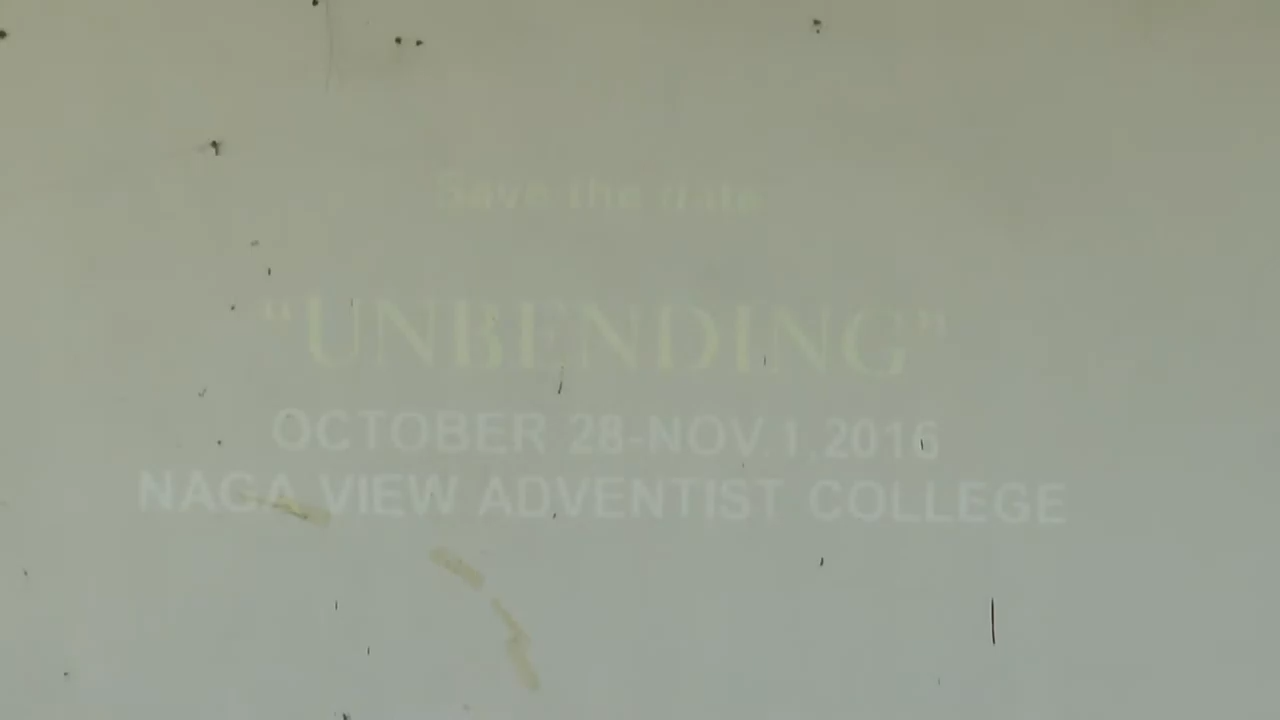 Save the date
"UNBENDING"
OCTOBER 28-NOV.1,2016
NAGA VIEW ADVENTIST COLLEGE